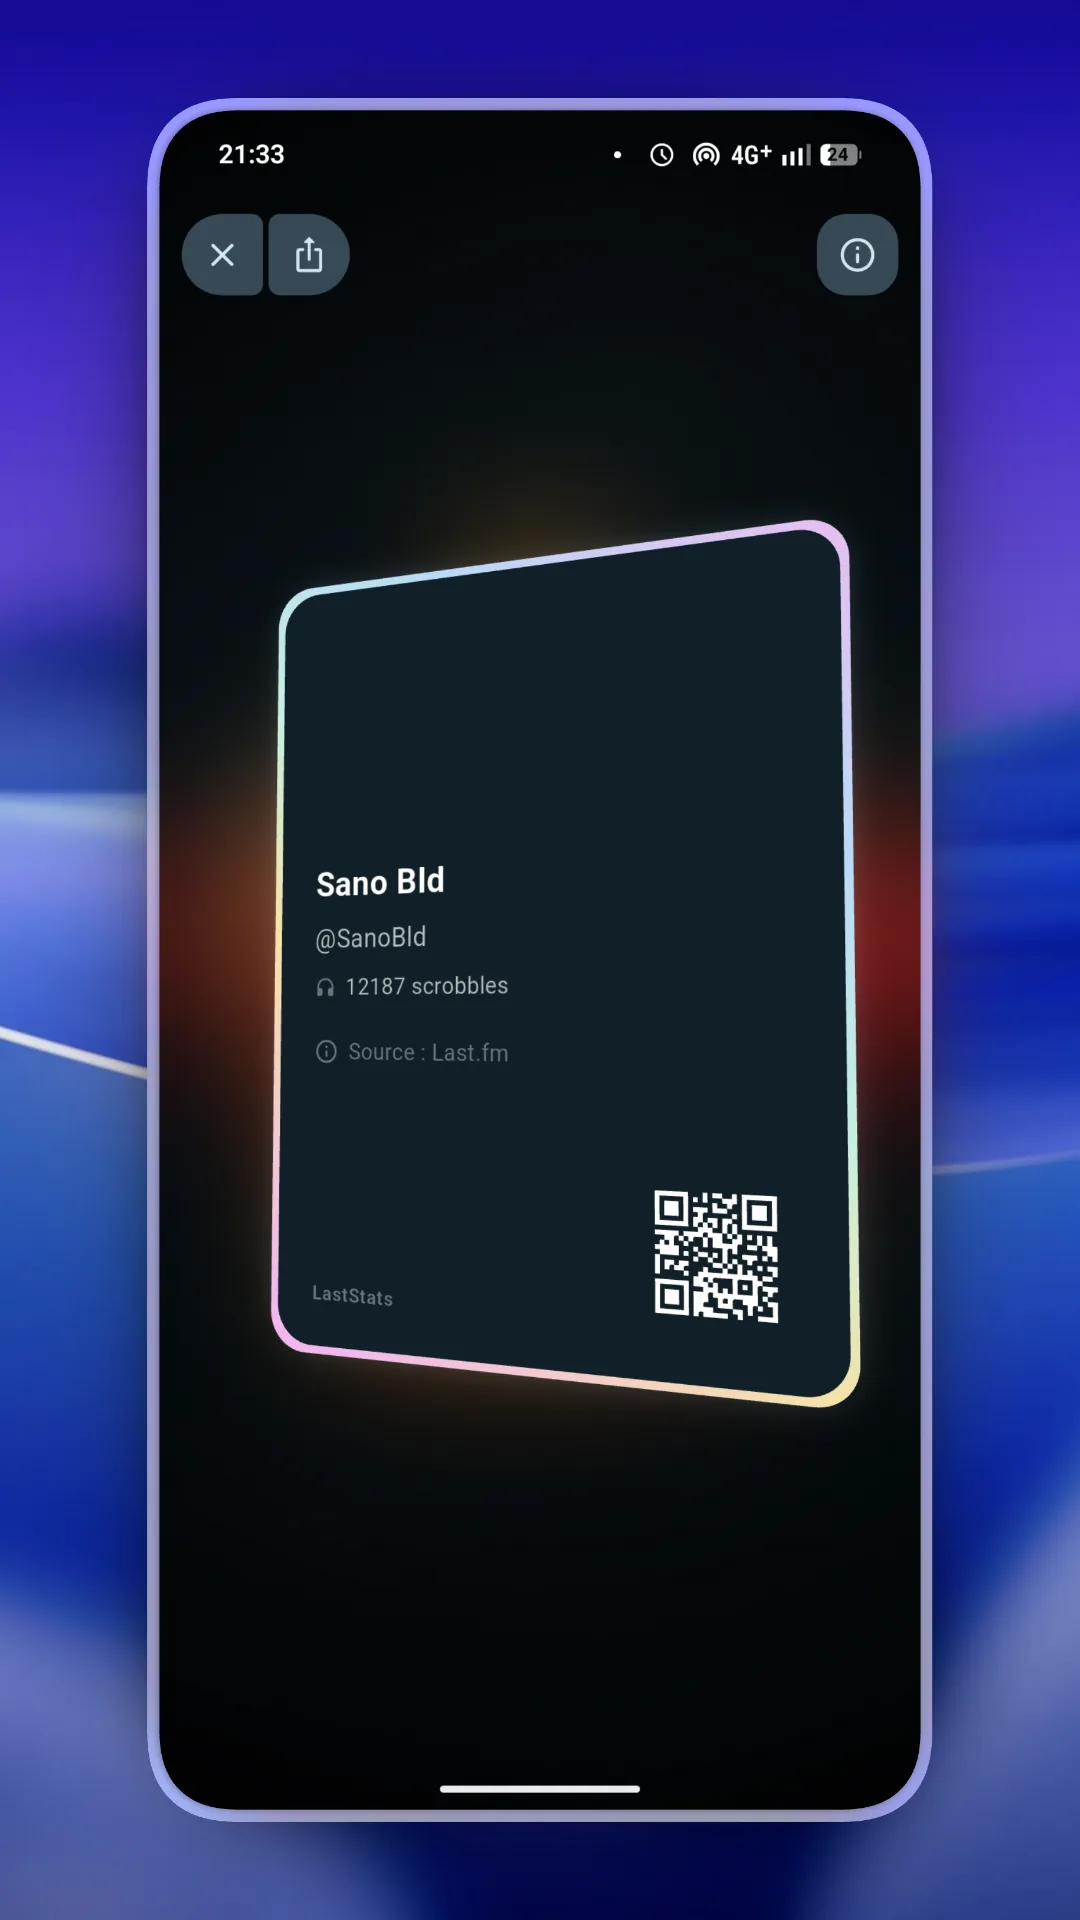 21:33
4G+
24
Sano Bld
@SanoBld
12187 scrobbles
Source : Last.fm
LastStats